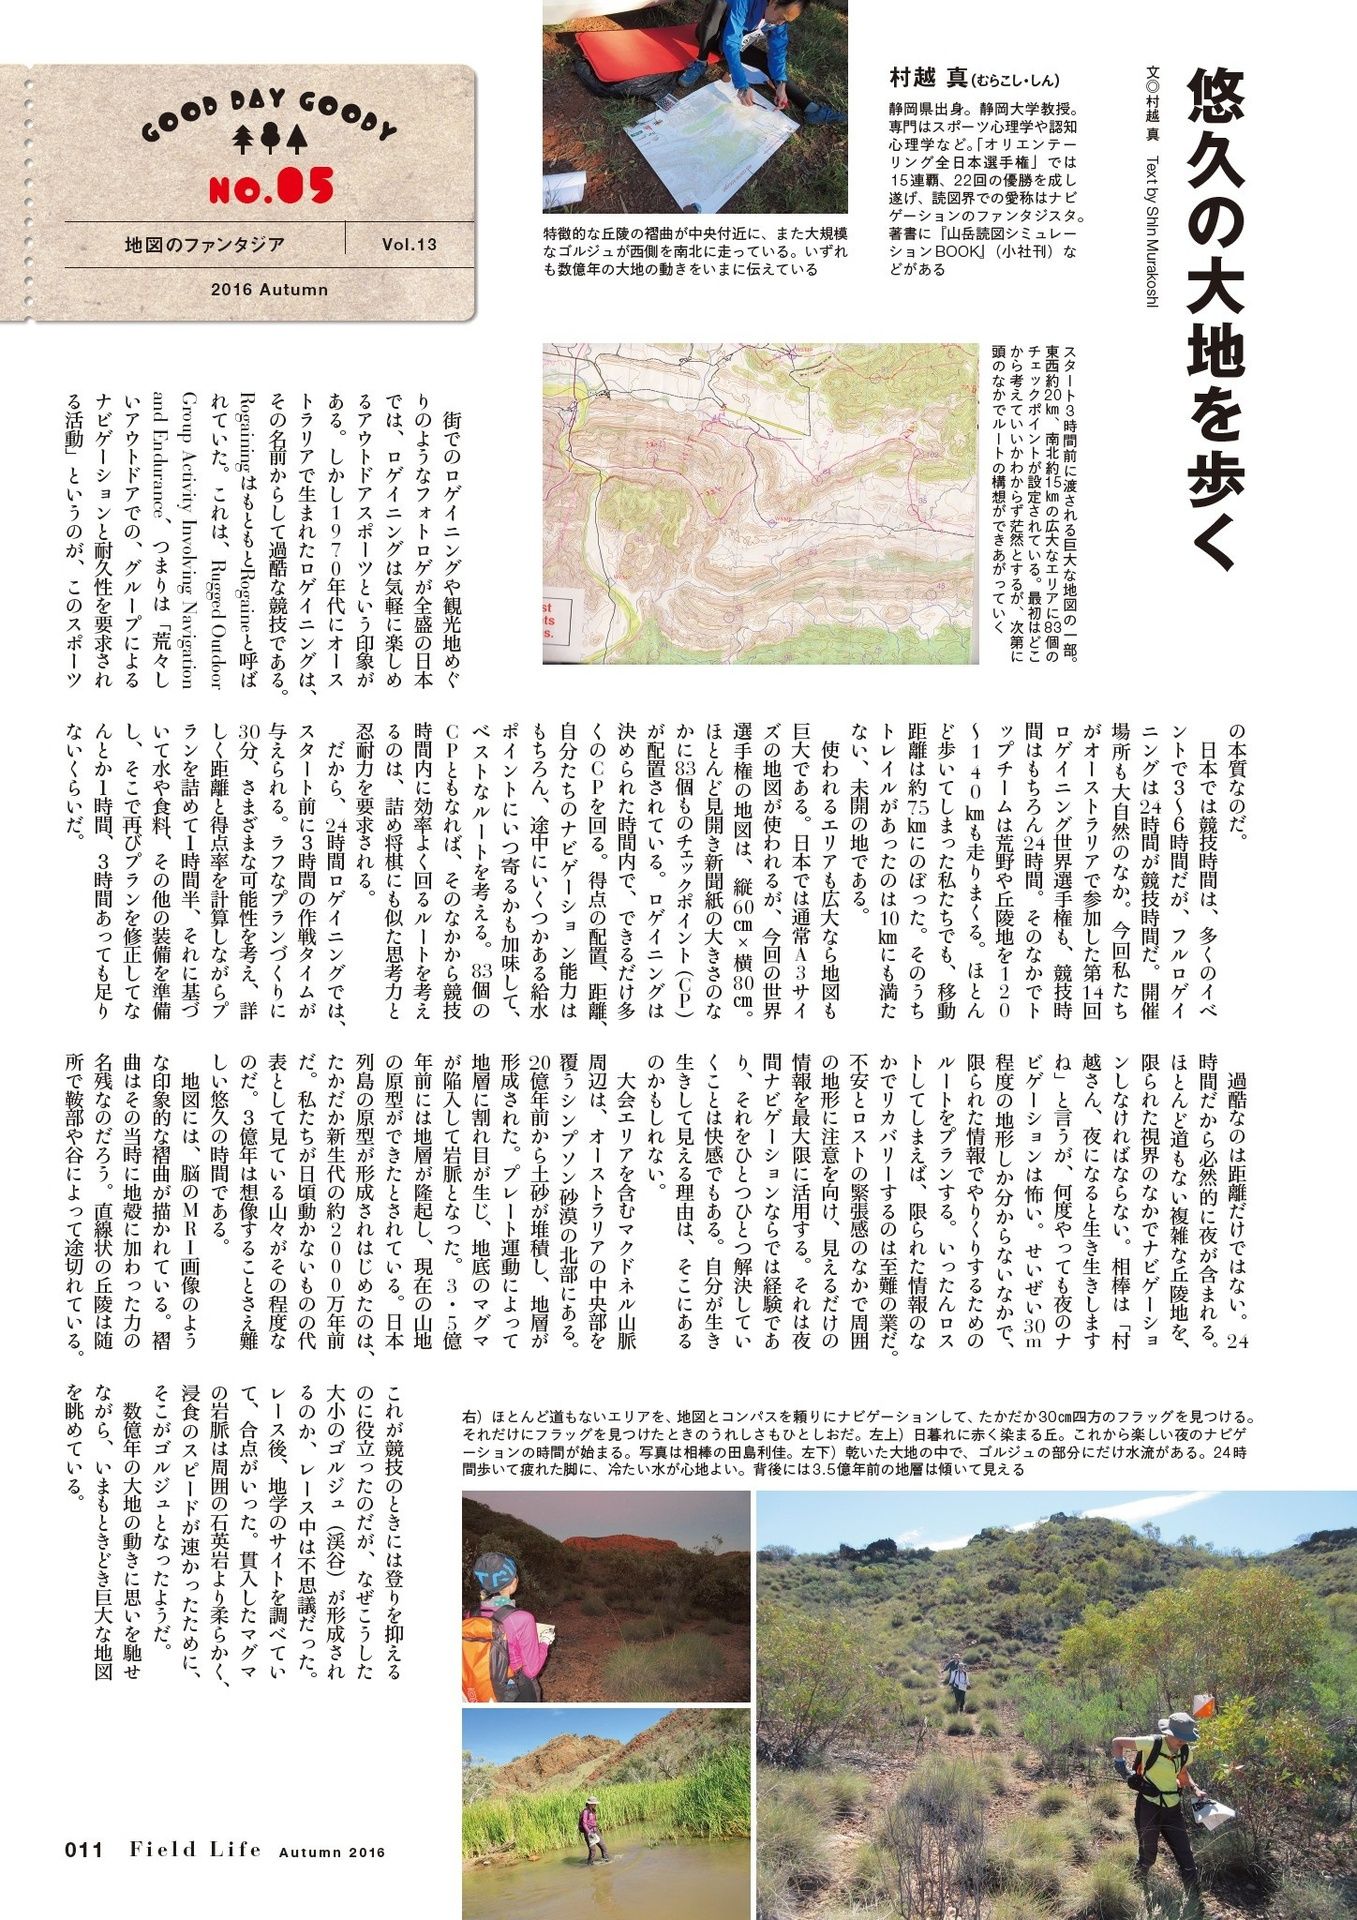 GOOD DAY GOODY
NO.05
地図のファンタジア
Vol.13
2016 Autumn
悠久の大地を歩く
文◎村越 真 Text by Shin Murakoshi
村越 真(むらこし・しん)
静岡県出身。静岡大学教授。
専門はスポーツ心理学や認知
心理学など。「オリエンテー
リング全日本選手権」では
15連覇、22回の優勝を成し
遂げ、読図界での愛称はナビ
ゲーションのファンタジスタ。
著書に『山岳読図シミュレー
ションBOOK』(小社刊)な
どがある
特徴的な丘陵の褶曲が中央付近に、また大規模
なゴルジュが西側を南北に走っている。いずれ
も数億年の大地の動きをいまに伝えている
スタート3時間前に渡される巨大な地図の一部。
東西約20㎞、南北約15㎞の広大なエリアに83個の
チェックポイントが設定されている。最初はどこ
から考えていいかわからず茫然とするが、次第に
頭のなかでルートの構想ができあがっていく
街でのロゲイニングや観光地めぐ
りのようなフォトロゲが全盛の日本
では、ロゲイニングは気軽に楽しめ
るアウトドアスポーツという印象が
ある。しかし1970年代にオース
トラリアで生まれたロゲイニングは、
その名前からして過酷な競技である。
RogainingはもともとRogaineと呼ば
れていた。これは、Rugged Outdoor
Group Activity Involving Navigation
and Endurance、つまりは「荒々し
いアウトドアでの、グループによる
ナビゲーションと耐久性を要求され
る活動」というのが、このスポーツ
の本質なのだ。
日本では競技時間は、多くのイベ
ントで3〜6時間だが、フルロゲイ
ニングは24時間が競技時間だ。開催
場所も大自然のなか。今回私たち
がオーストラリアで参加した第14回
ロゲイニング世界選手権も、競技時
間はもちろん24時間。そのなかでト
ップチームは荒野や丘陵地を120
〜140㎞も走りまくる。ほとん
ど歩いてしまった私たちでも、移動
距離は約75㎞にのぼった。そのうち
トレイルがあったのは10㎞にも満た
ない、未開の地である。
使われるエリアも広大なら地図も
巨大である。日本では通常A3サイ
ズの地図が使われるが、今回の世界
選手権の地図は、縦60㎝×横80㎝。
ほとんど見開き新聞紙の大きさのな
かに83個ものチェックポイント(CP)
が配置されている。ロゲイニングは
決められた時間内で、できるだけ多
くのCPを回る。得点の配置、距離、
自分たちのナビゲーション能力は
もちろん、途中にいくつかある給水
ポイントにいつ寄るかも加味して、
ベストなルートを考える。83個の
CPともなれば、そのなかから競技
時間内に効率よく回るルートを考え
るのは、詰め将棋にも似た思考力と
忍耐力を要求される。
だから、24時間ロゲイニングでは、
スタート前に3時間の作戦タイムが
与えられる。ラフなプランづくりに
30分、さまざまな可能性を考え、詳
しく距離と得点率を計算しながらプ
ランを詰めて1時間半、それに基づ
いて水や食料、その他の装備を準備
し、そこで再びプランを修正してな
んとか1時間、3時間あっても足り
ないくらいだ。
過酷なのは距離だけではない。24
時間だから必然的に夜が含まれる。
ほとんど道もない複雑な丘陵地を、
限られた視界のなかでナビゲーショ
ンしなければならない。相棒は「村
越さん、夜になると生き生きします
ね」と言うが、何度やっても夜のナ
ビゲーションは怖い。せいぜい30m
程度の地形しか分からないなかで、
限られた情報でやりくりするための
ルートをプランする。いったんロス
トしてしまえば、限られた情報のな
かでリカバリーするのは至難の業だ。
不安とロストの緊張感のなかで周囲
の地形に注意を向け、見えるだけの
情報を最大限に活用する。それは夜
間ナビゲーションならでは経験であ
り、それをひとつひとつ解決してい
くことは快感でもある。自分が生き
生きして見える理由は、そこにある
のかもしれない。
大会エリアを含むマクドネル山脈
周辺は、オーストラリアの中央部を
覆うシンプソン砂漠の北部にある。
20億年前から土砂が堆積し、地層が
形成された。プレート運動によって
地層に割れ目が生じ、地底のマグマ
が陥入して岩脈となった。3・5億
年前には地層が隆起し、現在の山地
の原型ができたとされている。日本
列島の原型が形成されはじめたのは、
たかだか新生代の約2000万年前
だ。私たちが日頃動かないものの代
表として見ている山々がその程度な
のだ。3億年は想像することさえ難
しい悠久の時間である。
地図には、脳のMRI画像のよう
な印象的な褶曲が描かれている。褶
曲はその当時に地殻に加わった力の
名残なのだろう。直線状の丘陵は随
所で鞍部や谷によって途切れている。
これが競技のときには登りを抑える
のに役立ったのだが、なぜこうした
大小のゴルジュ(渓谷)が形成され
るのか、レース中は不思議だった。
レース後、地学のサイトを調べてい
て、合点がいった。貫入したマグマ
の岩脈は周囲の石英岩より柔らかく、
浸食のスピードが速かったために、
そこがゴルジュとなったようだ。
数億年の大地の動きに思いを馳せ
ながら、いまもときどき巨大な地図
を眺めている。
右)ほとんど道もないエリアを、地図とコンパスを頼りにナビゲーションして、たかだか30㎝四方のフラッグを見つける。
それだけにフラッグを見つけたときのうれしさもひとしおだ。左上)日暮れに赤く染まる丘。これから楽しい夜のナビゲ
ーションの時間が始まる。写真は相棒の田島利佳。左下)乾いた大地の中で、ゴルジュの部分にだけ水流がある。24時
間歩いて疲れた脚に、冷たい水が心地よい。背後には3.5億年前の地層は傾いて見える
011 Field Life Autumn 2016